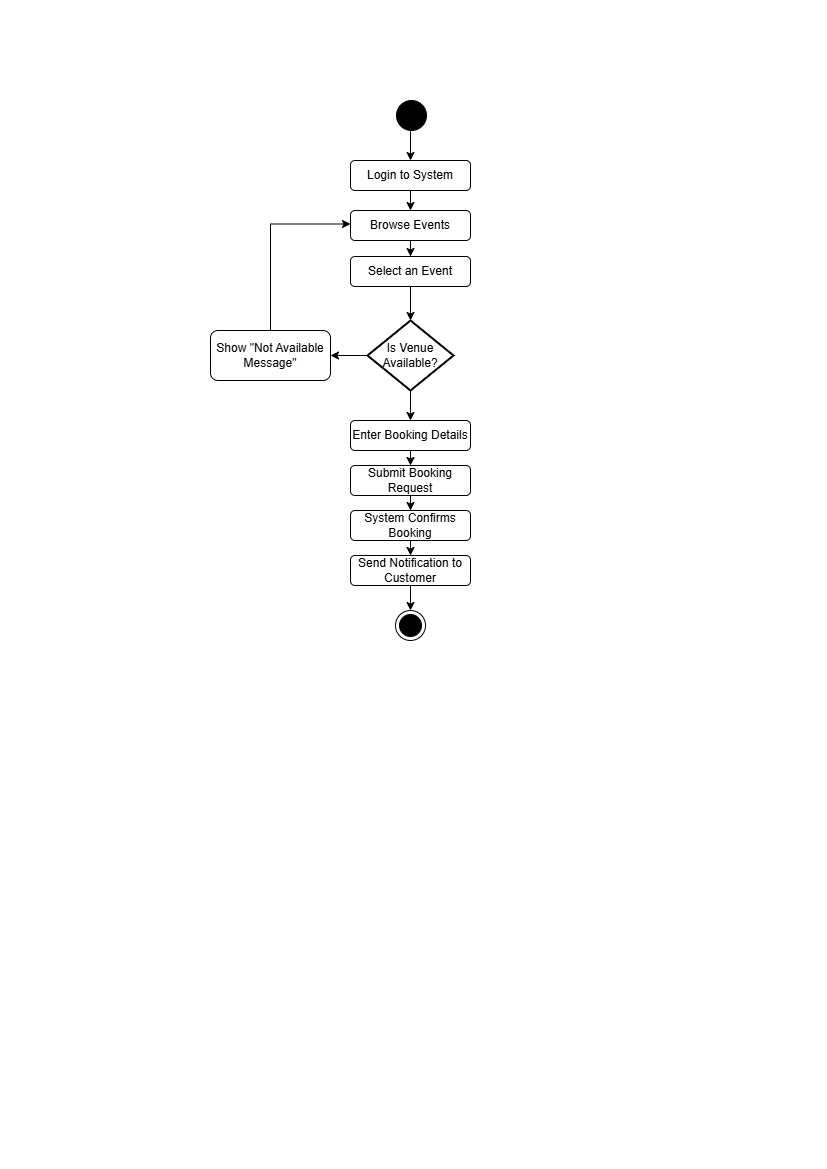 Login to System
Browse Events
Select an Event
Is Venue
Available?
Show "Not Available
Message"
Enter Booking Details
Submit Booking
Request
System Confirms
Booking
Send Notification to
Customer